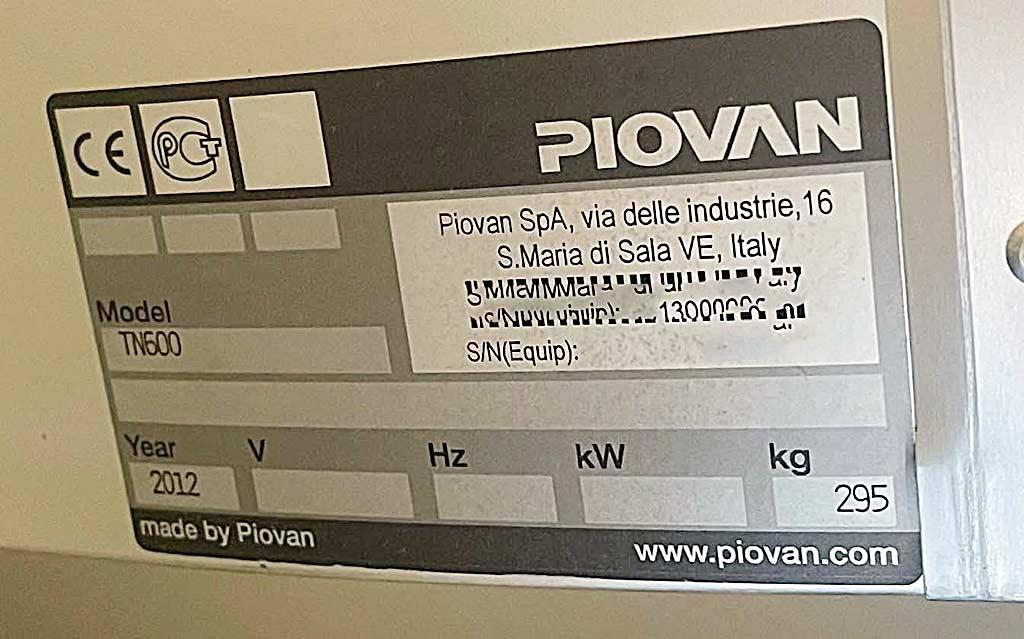 CE
PCT
PIOVAN
Piovan SpA, via delle industrie,16
S.Maria di Sala VE, Italy
S/N(Equip):
Model
TN600
Year V Hz kW kg
2012 295
made by Piovan
www.piovan.com